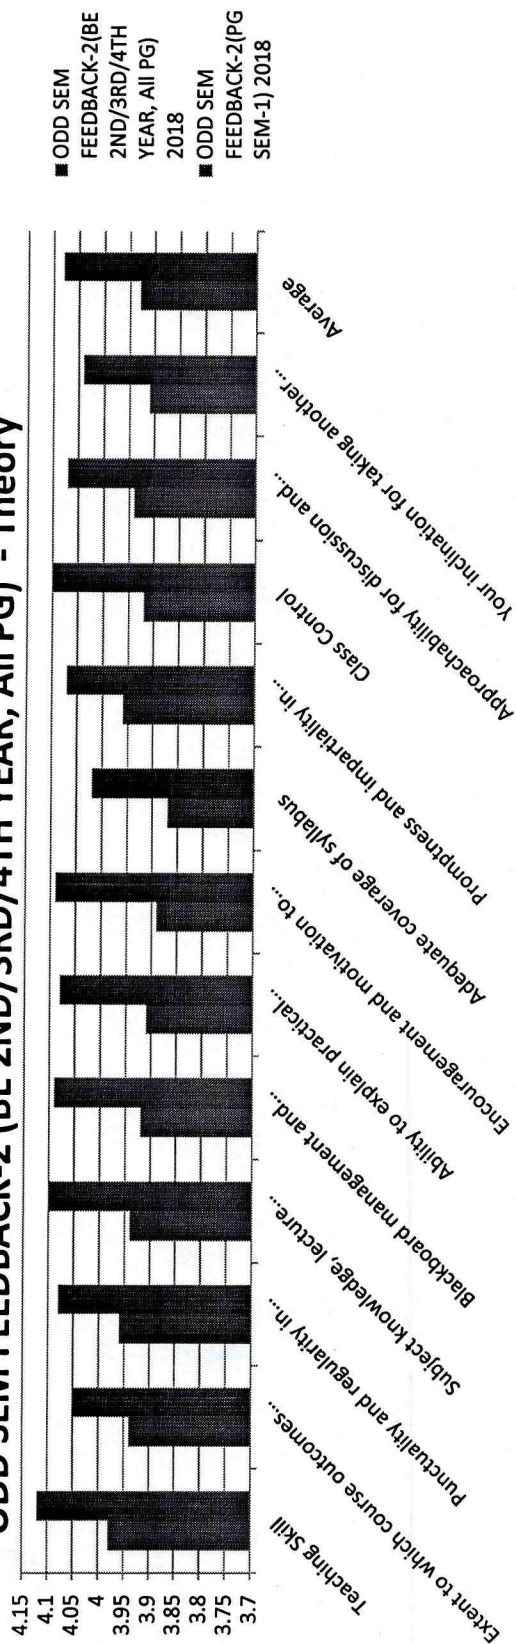 ODD SEM FEEDBACK-2 (BE 2ND/3RD/4TH YEAR, All PG) - Theory
4.15
4.1
4.05
4
3.95
3.9
3.85
3.8
3.75
3.7
Teaching Skill
Extent to which course outcomes...
Punctuality and regularity in...
Subject knowledge, lecture...
Blackboard management and...
Ability to explain practical...
Encouragement and motivation to...
Adequate coverage of syllabus
Promptness and impartiality in...
Class Control
Approachability for discussion and...
Your inclination for taking another...
Average
ODD SEM
FEEDBACK-2(BE
2ND/3RD/4TH
YEAR, All PG)
2018
ODD SEM
FEEDBACK-2(PG
SEM-1) 2018